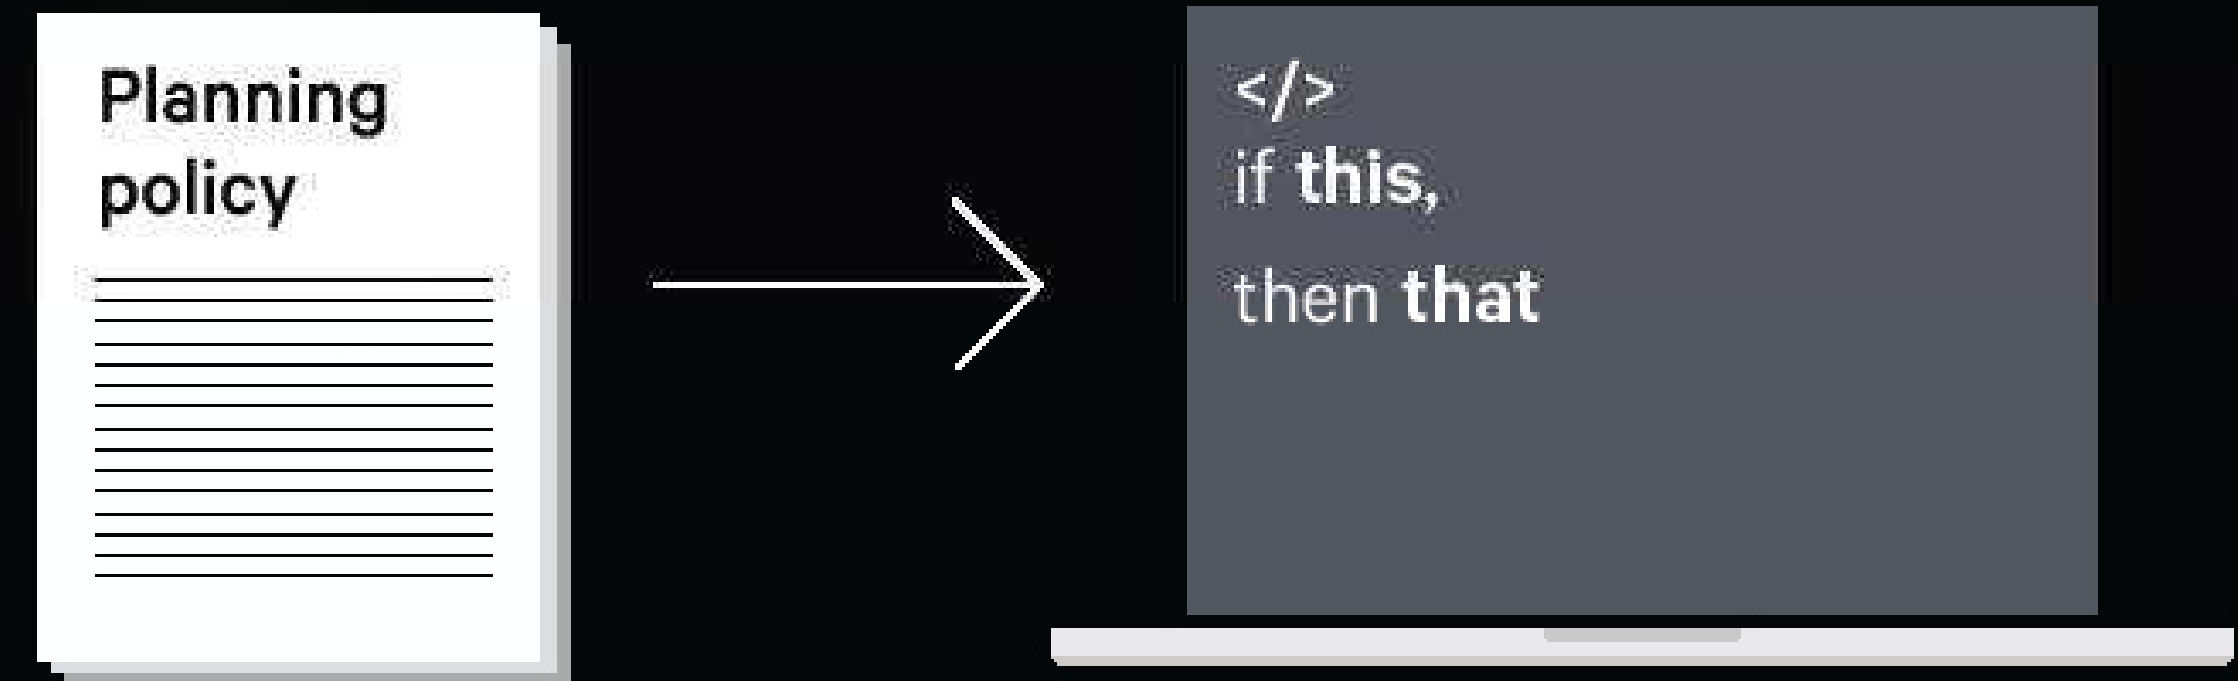 Planning
policy
</>
if this,
then that